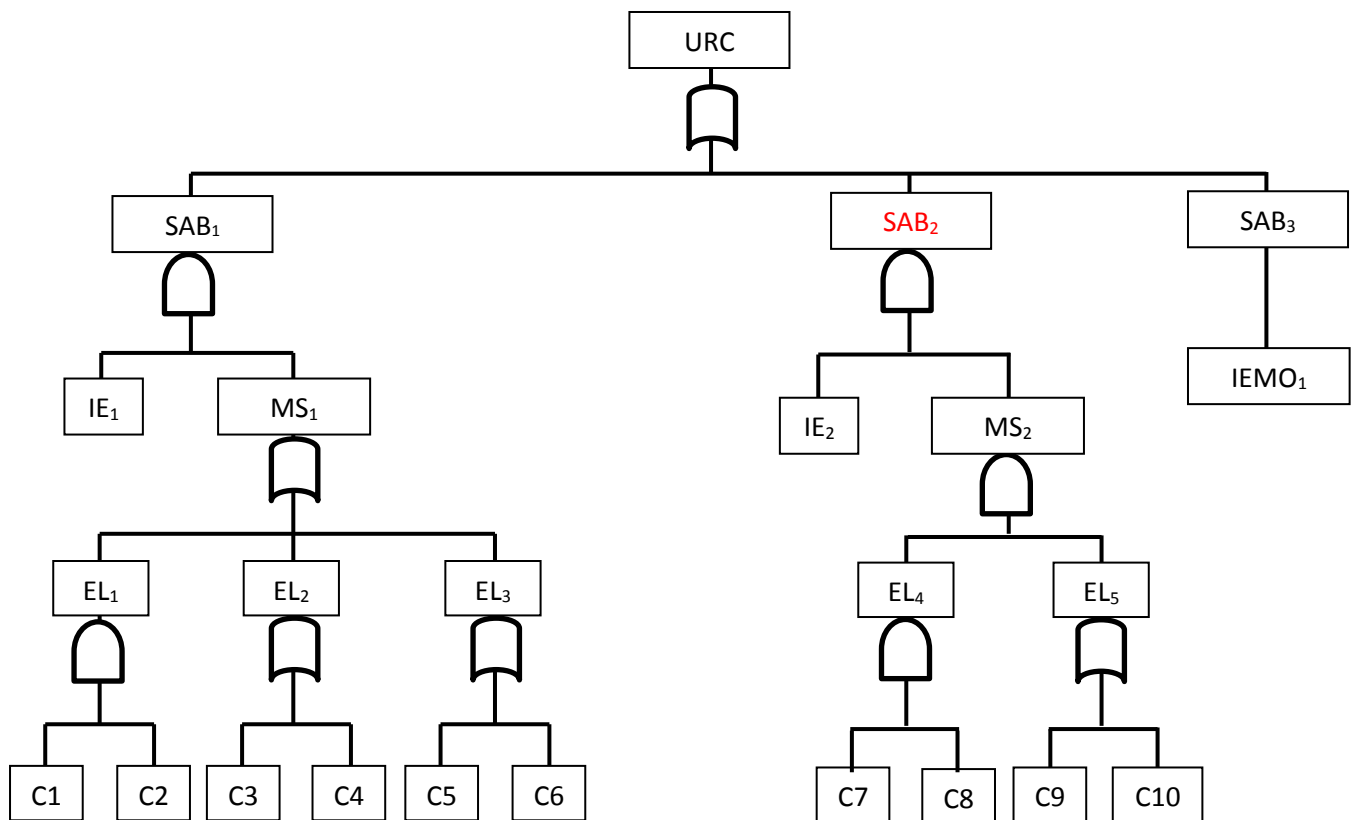 URC
SAB₁
SAB₂
SAB₃
IE₁
MS₁
IE₂
MS₂
IEMO₁
EL₁
EL₂
EL₃
EL₄
EL₅
C1
C2
C3
C4
C5
C6
C7
C8
C9
C10